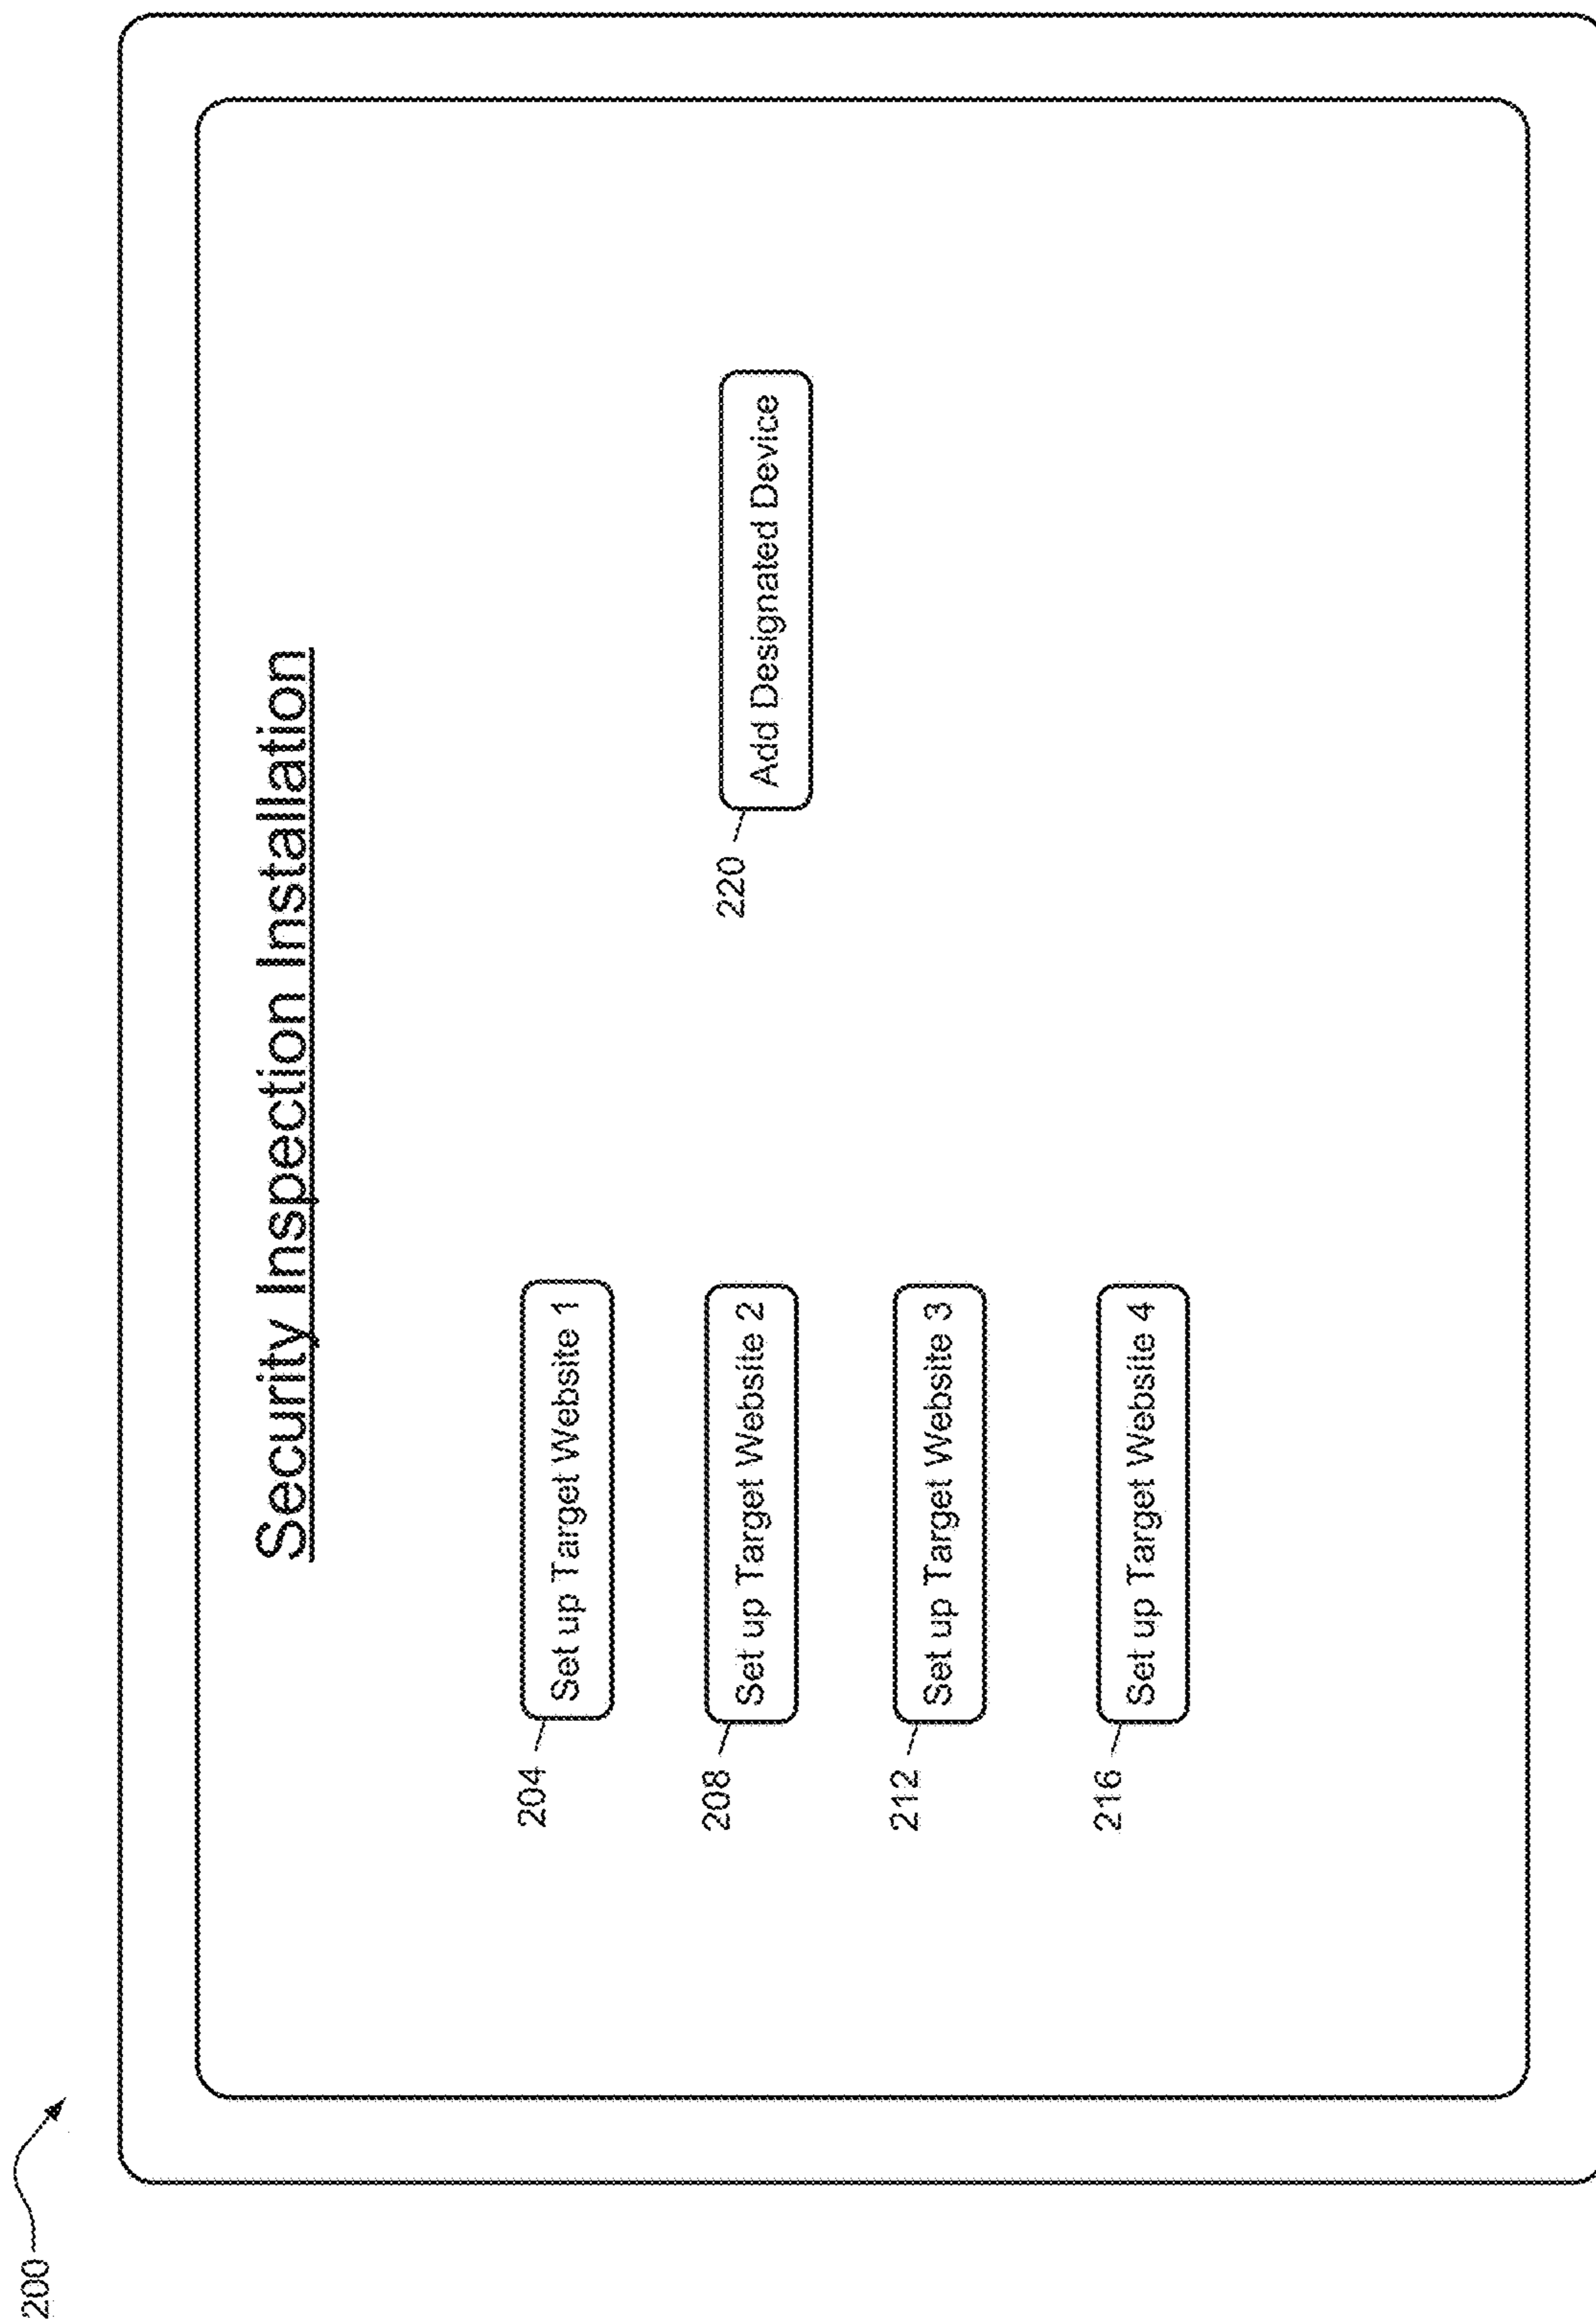 200
Security Inspection Installation
204
Set up Target Website 1
208
Set up Target Website 2
220
Add Designated Device
212
Set up Target Website 3
216
Set up Target Website 4